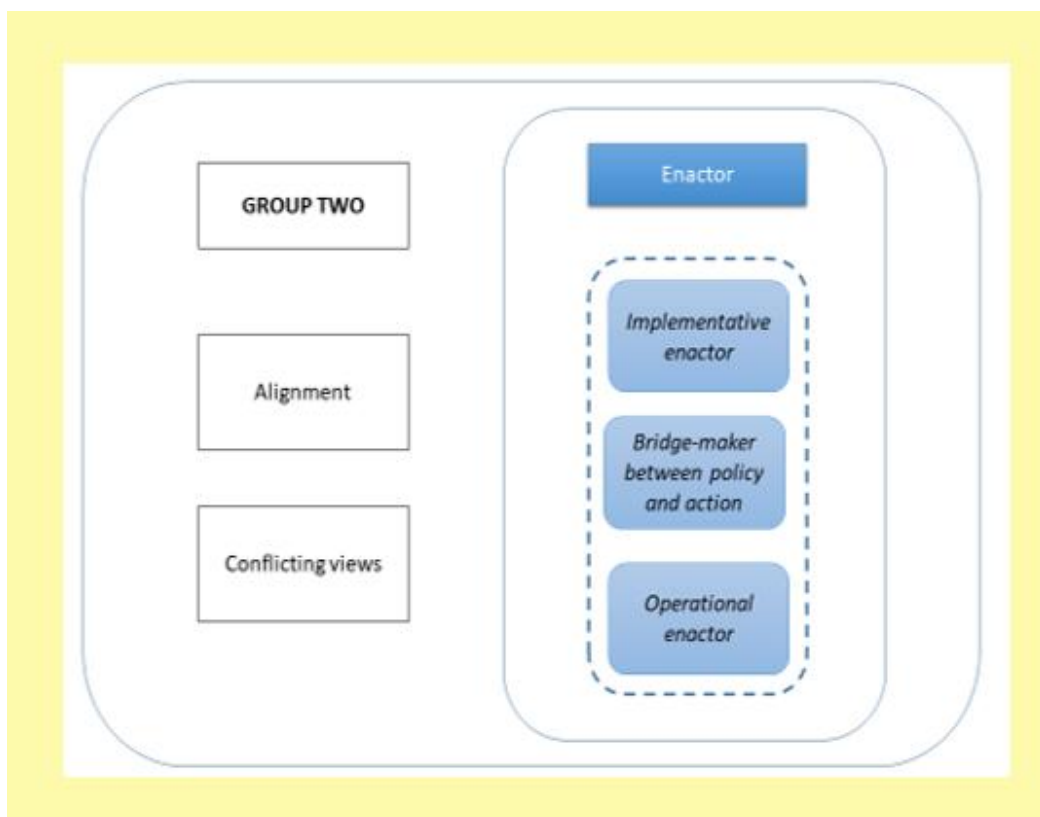 GROUP TWO
Alignment
Conflicting views
Enactor
Implementative
enactor
Bridge-maker
between policy
and action
Operational
enactor